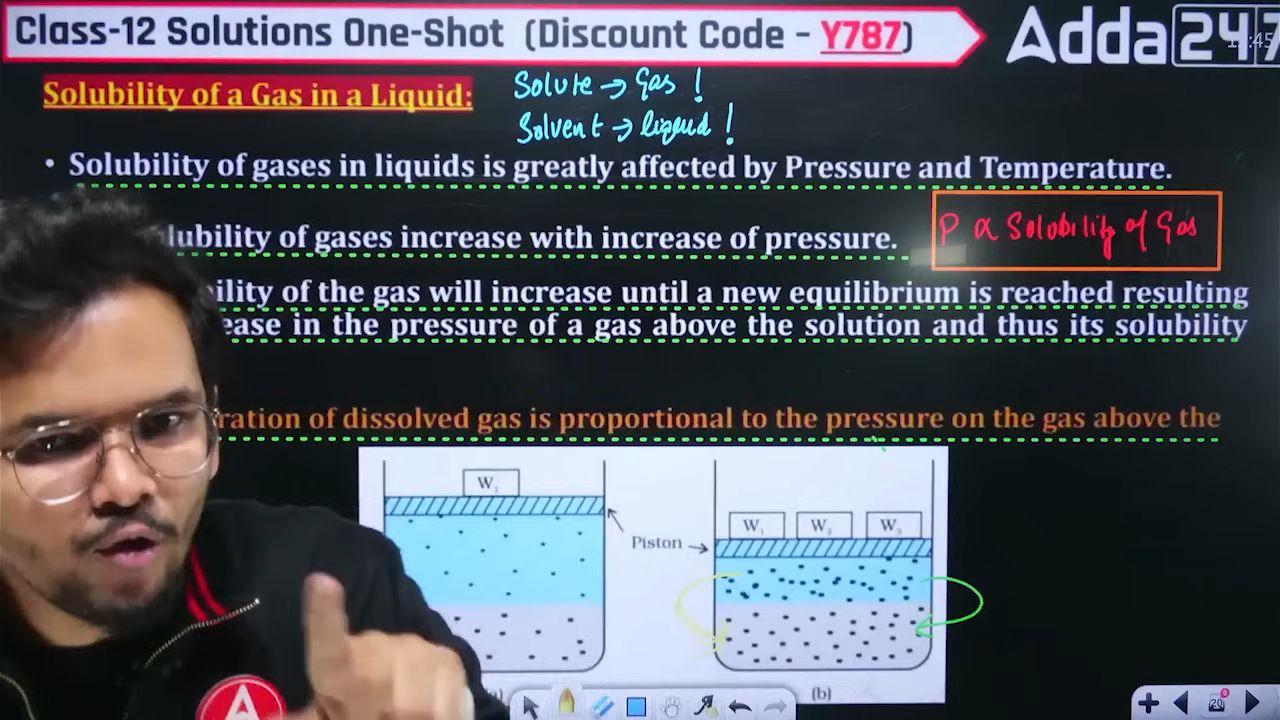 Class-12 Solutions One-Shot (Discount Code - Y787)
Adda 247
Solubility of a Gas in a Liquid:
Solute → Gas !
Solvent → liquid !
• Solubility of gases in liquids is greatly affected by Pressure and Temperature.
of gases increase with increase of pressure.
P ∝ Solubility of Gas
of the gas will increase until a new equilibrium is reached resulting
in the pressure of a gas above the solution and thus its solubility
of dissolved gas is proportional to the pressure on the gas above the
W₁
W₁ W₂ W₃
Piston
(b)
20